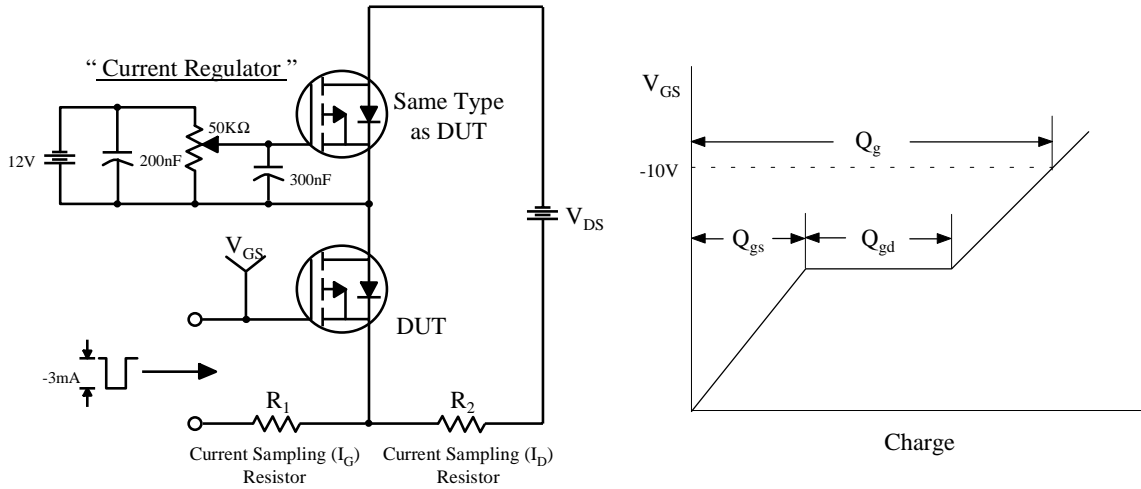 “ Current Regulator ”
50KΩ
12V
200nF
300nF
Same Type
as DUT
V_DS
V_GS
DUT
-3mA
R_1
R_2
Current Sampling (I_G)
Resistor
Current Sampling (I_D)
Resistor
V_GS
-10V
Q_g
Q_gs
Q_gd
Charge